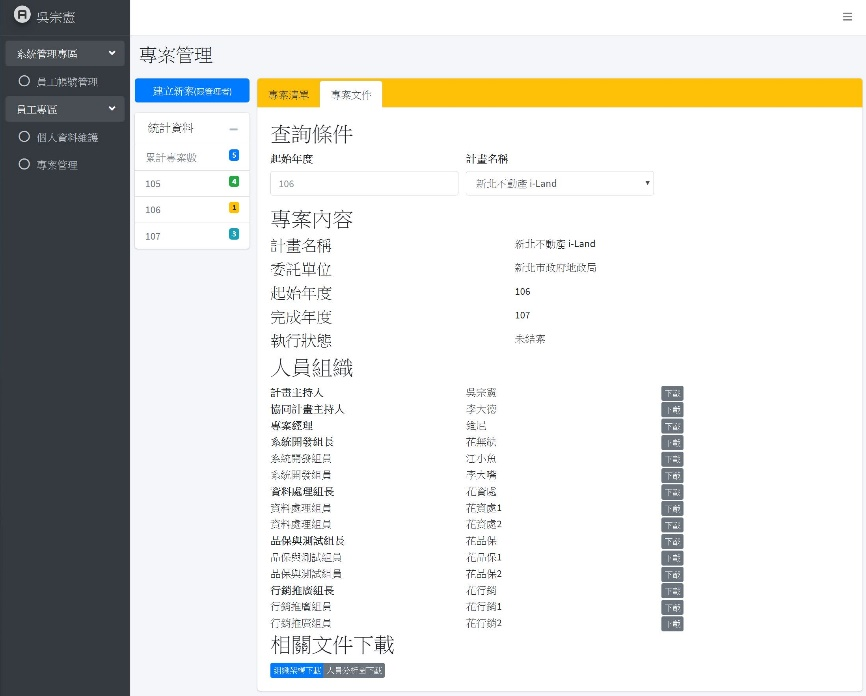 吳宗憲
系統管理專區
員工帳號管理
員工專區
個人資料維護
專案管理
專案管理
建立新案(限管理者)
統計資料
累計專案數 5
105 4
106 1
107 3
專案清單 專案文件
查詢條件
起始年度 計畫名稱
106 新北不動產 i-Land
專案內容
計畫名稱 新北不動產 i-Land
委託單位 新北市政府地政局
起始年度 106
完成年度 107
執行狀態 未結案
人員組織
計畫主持人 吳宗憲 下載
協同計畫主持人 李大德 下載
專案經理 維尼 下載
系統開發組長 花無缺 下載
系統開發組員 江小魚 下載
系統開發組員 李大嘴 下載
資料處理組長 花資處 下載
資料處理組員 花資處1 下載
資料處理組員 花資處2 下載
品保與測試組長 花品保 下載
品保與測試組員 花品保1 下載
品保與測試組員 花品保2 下載
行銷推廣組長 花行銷 下載
行銷推廣組員 花行銷1 下載
行銷推廣組員 花行銷2 下載
相關文件下載
組織架構下載 人員分析表下載